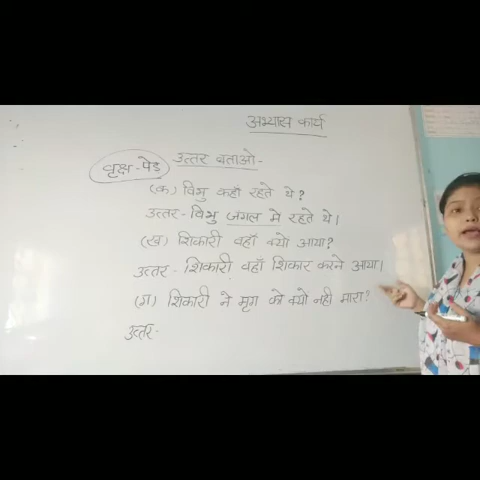 अभ्यास कार्य
वृक्ष - पेड़
उत्तर बताओ-
(क) विभु कहाँ रहते थे?
उत्तर - विभु जंगल मे रहते थे।
(ख) शिकारी वहाँ क्यो आया?
उत्तर - शिकारी वहाँ शिकार करने आया।
(ग) शिकारी ने मृग को क्यो नही मारा?
उत्तर-